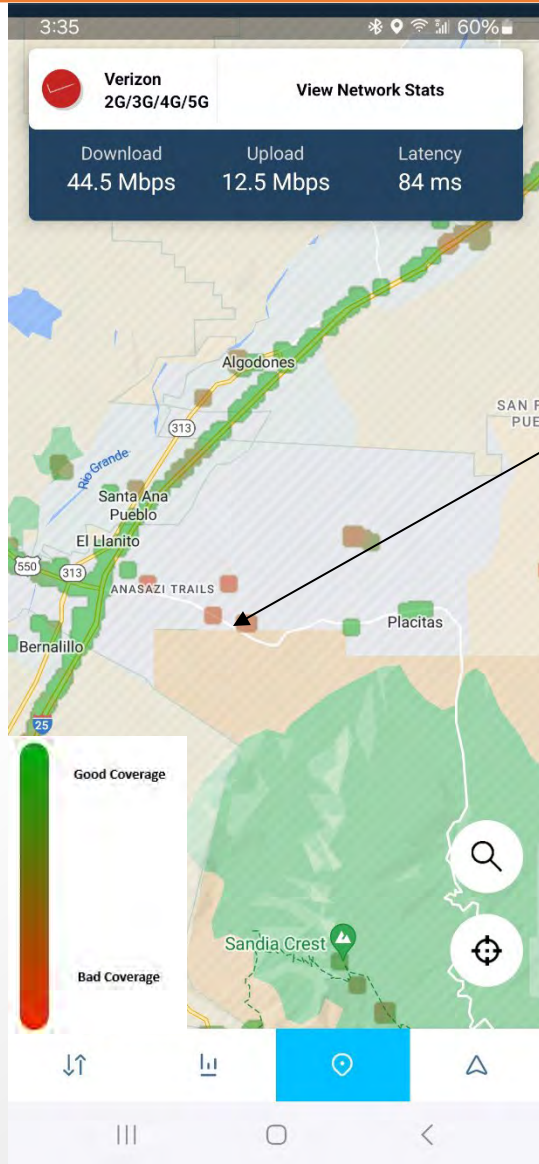 3:35
60%
Verizon
2G/3G/4G/5G
View Network Stats
Download
Upload
Latency
44.5 Mbps
12.5 Mbps
84 ms
Algodones
SAN F
PUE
313
Rio Grande
Santa Ana
Pueblo
El Llanito
550
313
ANASAZI TRAILS
Placitas
Bernalillo
25
Good Coverage
Sandia Crest
Bad Coverage